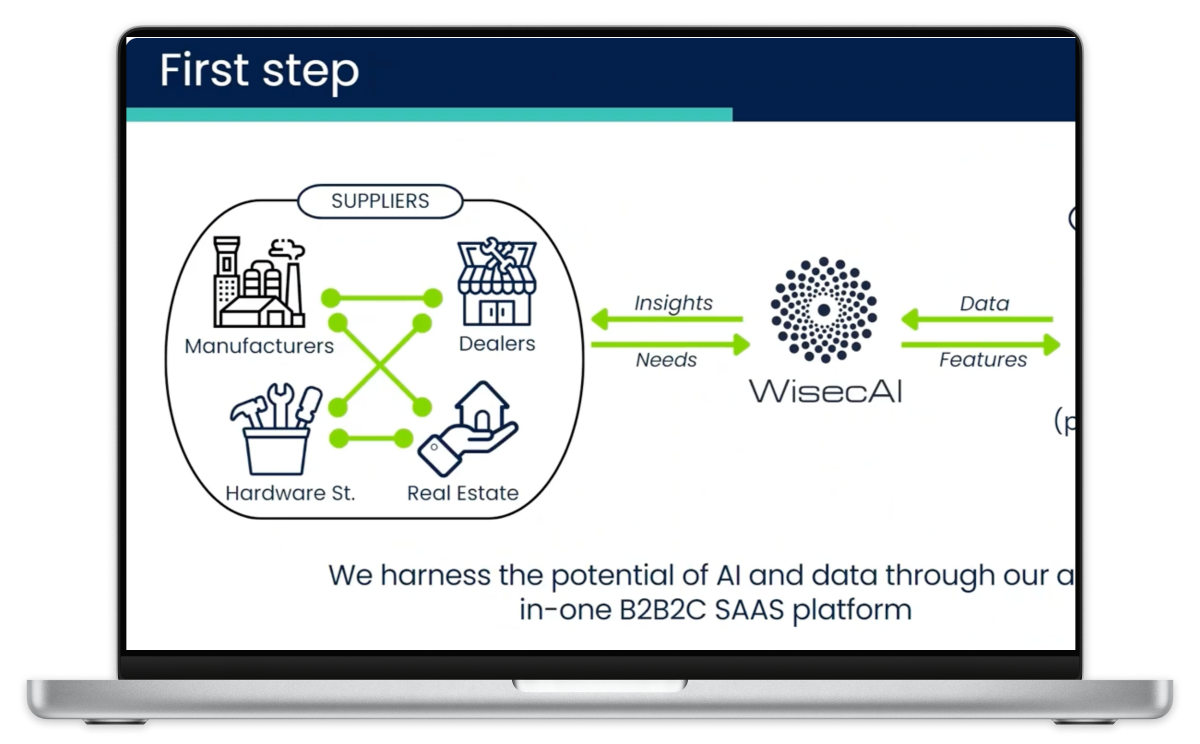 First step
SUPPLIERS
Manufacturers
Dealers
Hardware St.
Real Estate
Insights
Needs
WisecAI
Data
Features
(p
We harness the potential of AI and data through our a
in-one B2B2C SAAS platform